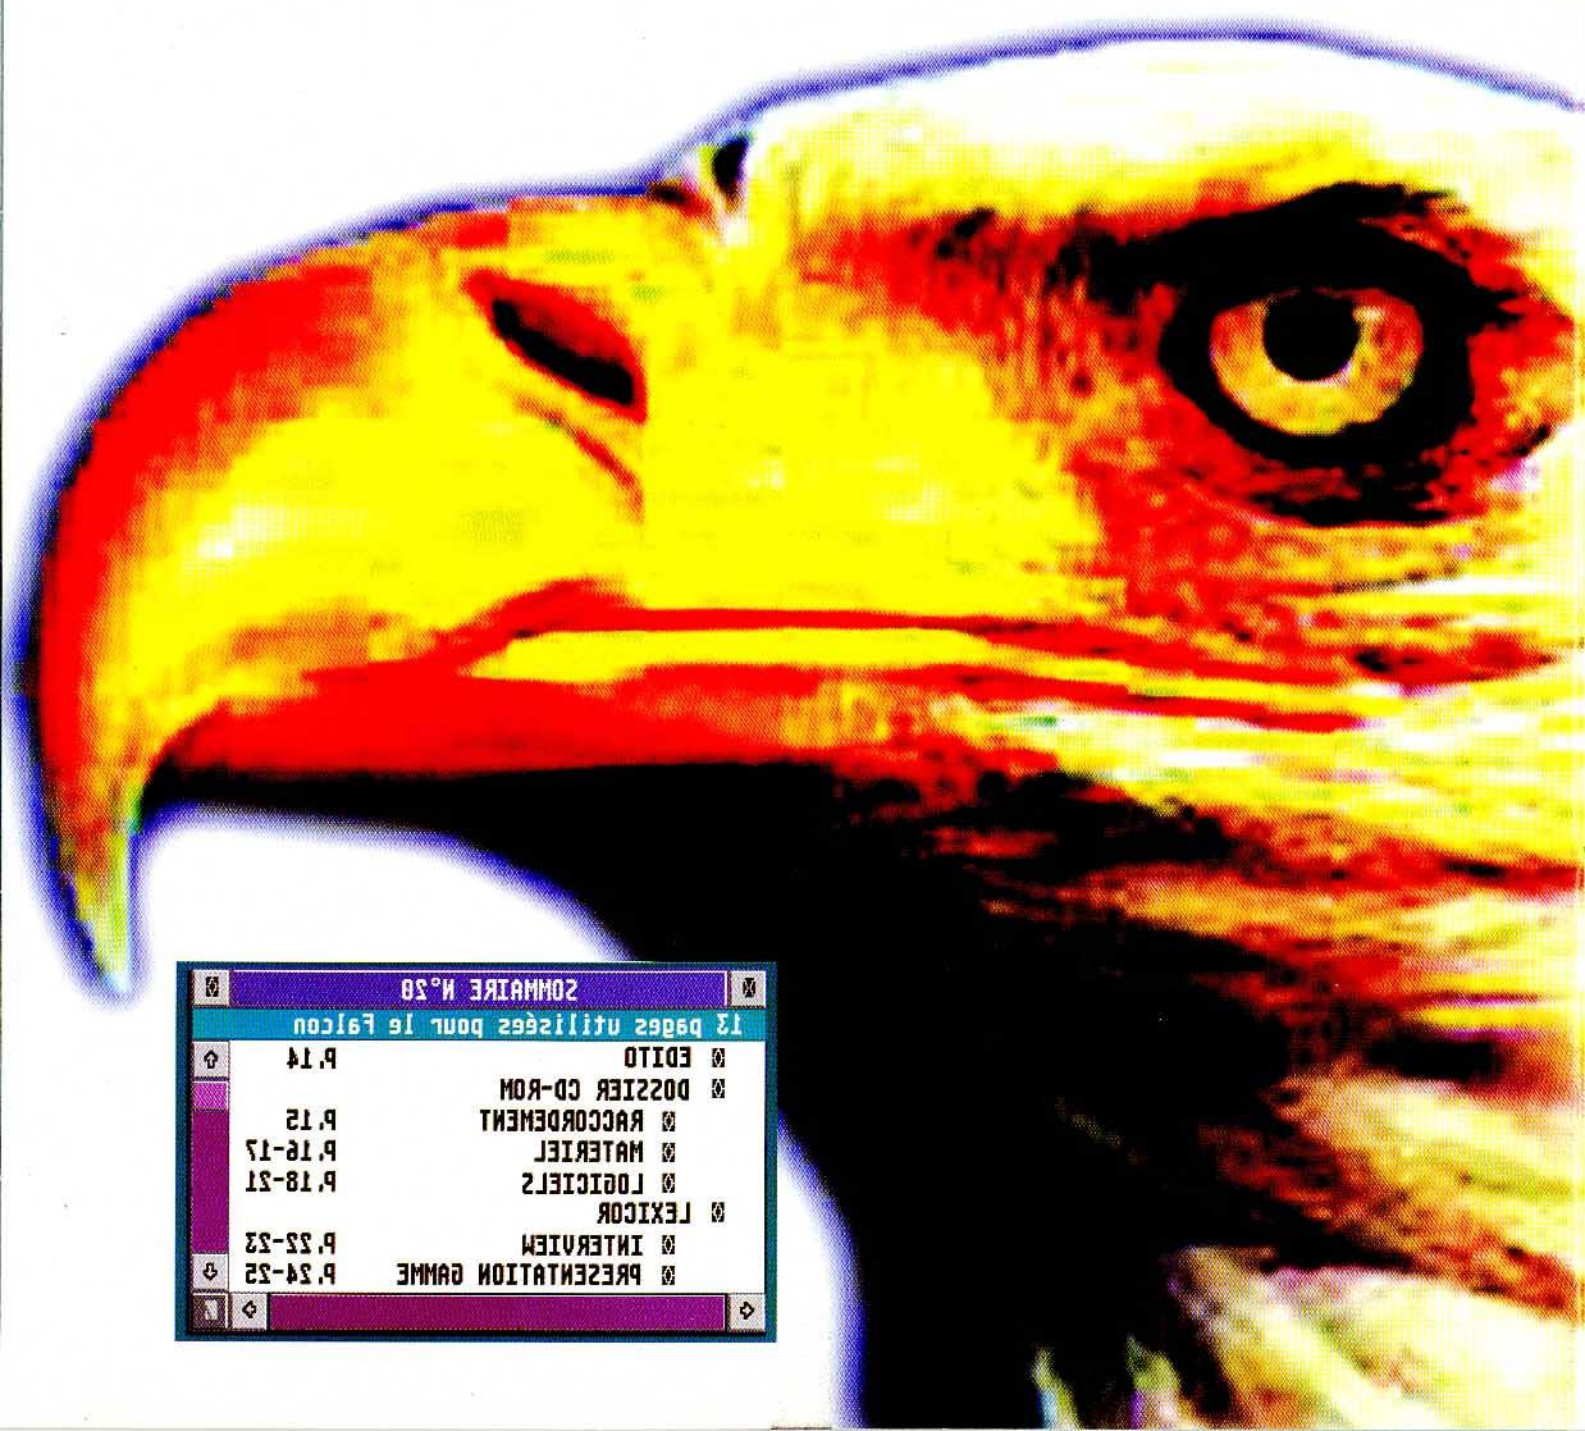 SOMMAIRE N°28
13 pages utilisées pour le Falcon
EDITO P.14
DOSSIER CD-ROM
RACCORDEMENT P.15
MATERIEL P.16-17
LOGICIELS P.18-21
LEXICOR
INTERVIEW P.22-23
PRESENTATION GAMME P.24-25